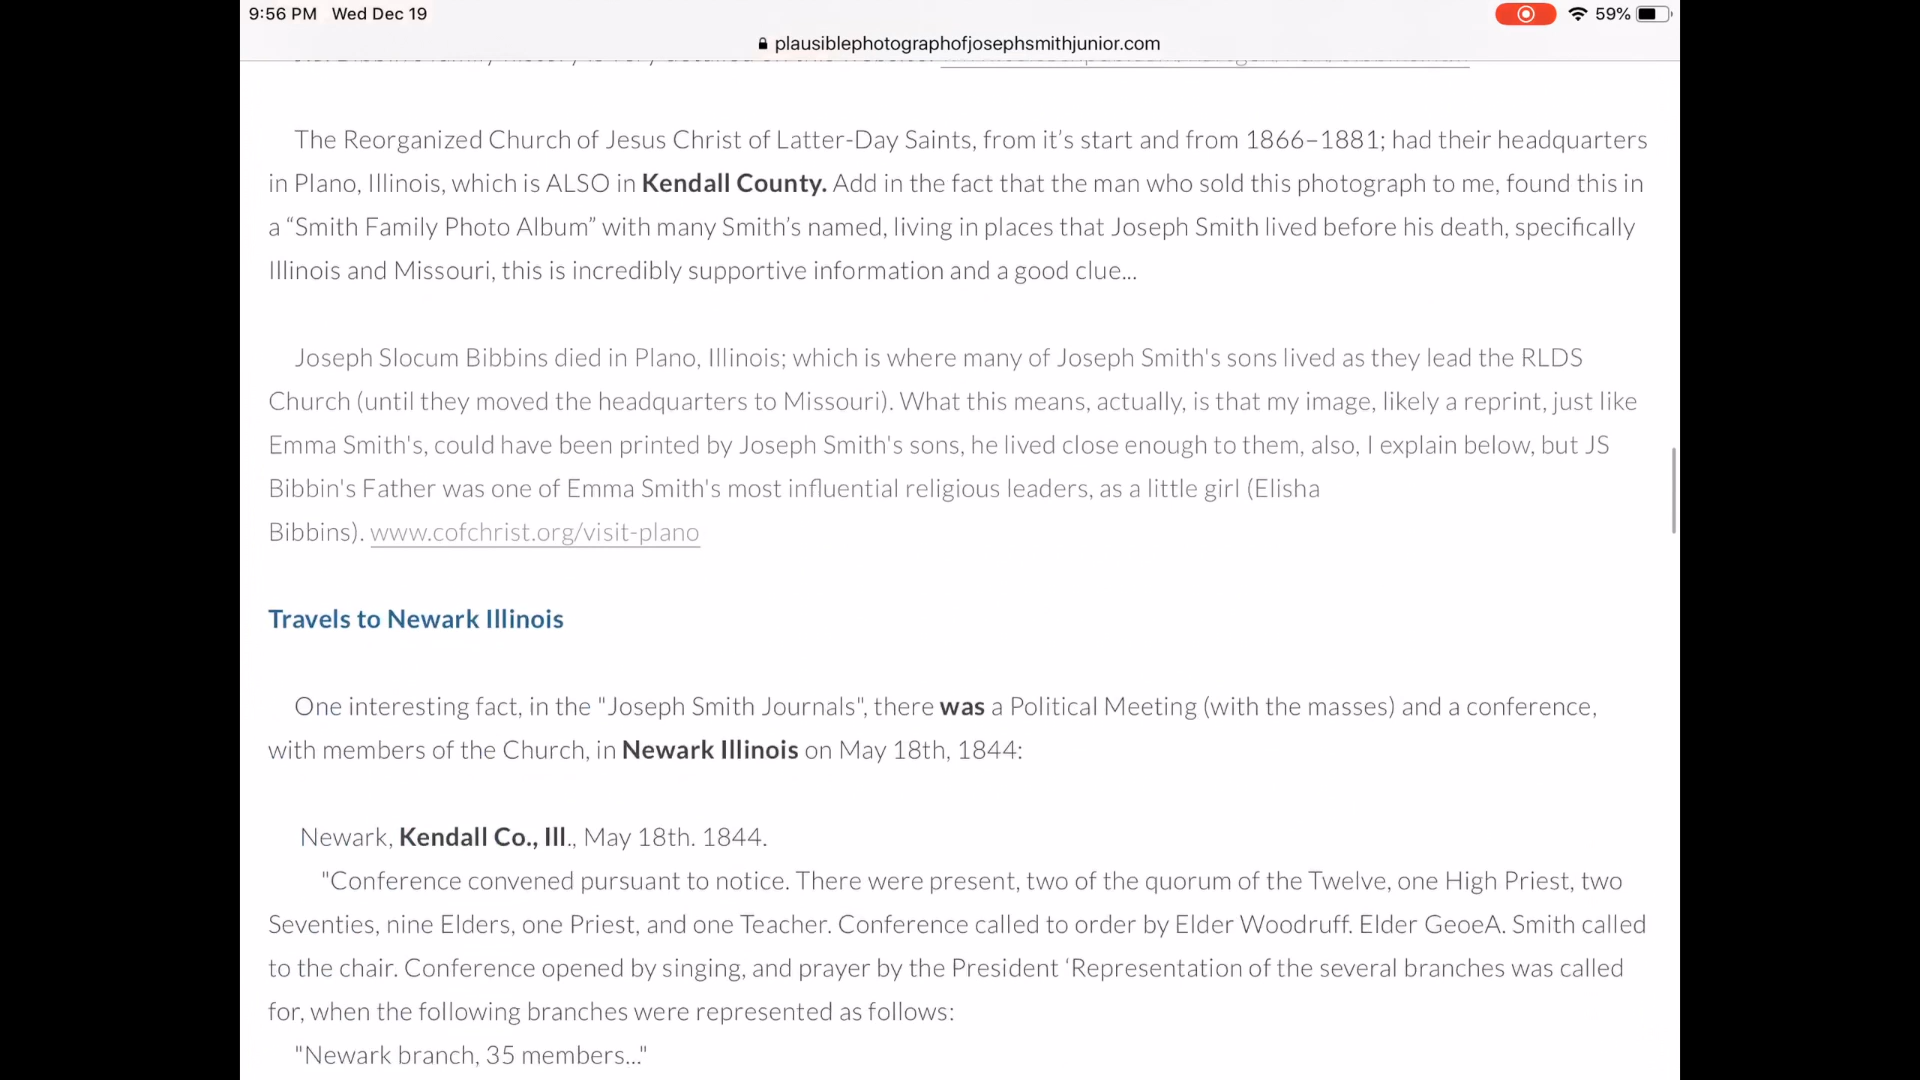 9:56 PM Wed Dec 19
59%
plausiblephotographofjosephsmithjunior.com
The Reorganized Church of Jesus Christ of Latter-Day Saints, from it’s start and from 1866–1881; had their headquarters
in Plano, Illinois, which is ALSO in Kendall County. Add in the fact that the man who sold this photograph to me, found this in
a “Smith Family Photo Album” with many Smith’s named, living in places that Joseph Smith lived before his death, specifically
Illinois and Missouri, this is incredibly supportive information and a good clue...
Joseph Slocum Bibbins died in Plano, Illinois; which is where many of Joseph Smith's sons lived as they lead the RLDS
Church (until they moved the headquarters to Missouri). What this means, actually, is that my image, likely a reprint, just like
Emma Smith's, could have been printed by Joseph Smith's sons, he lived close enough to them, also, I explain below, but JS
Bibbin's Father was one of Emma Smith's most influential religious leaders, as a little girl (Elisha
Bibbins). www.cofchrist.org/visit-plano
Travels to Newark Illinois
One interesting fact, in the "Joseph Smith Journals", there was a Political Meeting (with the masses) and a conference,
with members of the Church, in Newark Illinois on May 18th, 1844:
Newark, Kendall Co., Ill., May 18th. 1844.
"Conference convened pursuant to notice. There were present, two of the quorum of the Twelve, one High Priest, two
Seventies, nine Elders, one Priest, and one Teacher. Conference called to order by Elder Woodruff. Elder GeoeA. Smith called
to the chair. Conference opened by singing, and prayer by the President ‘Representation of the several branches was called
for, when the following branches were represented as follows:
"Newark branch, 35 members..."